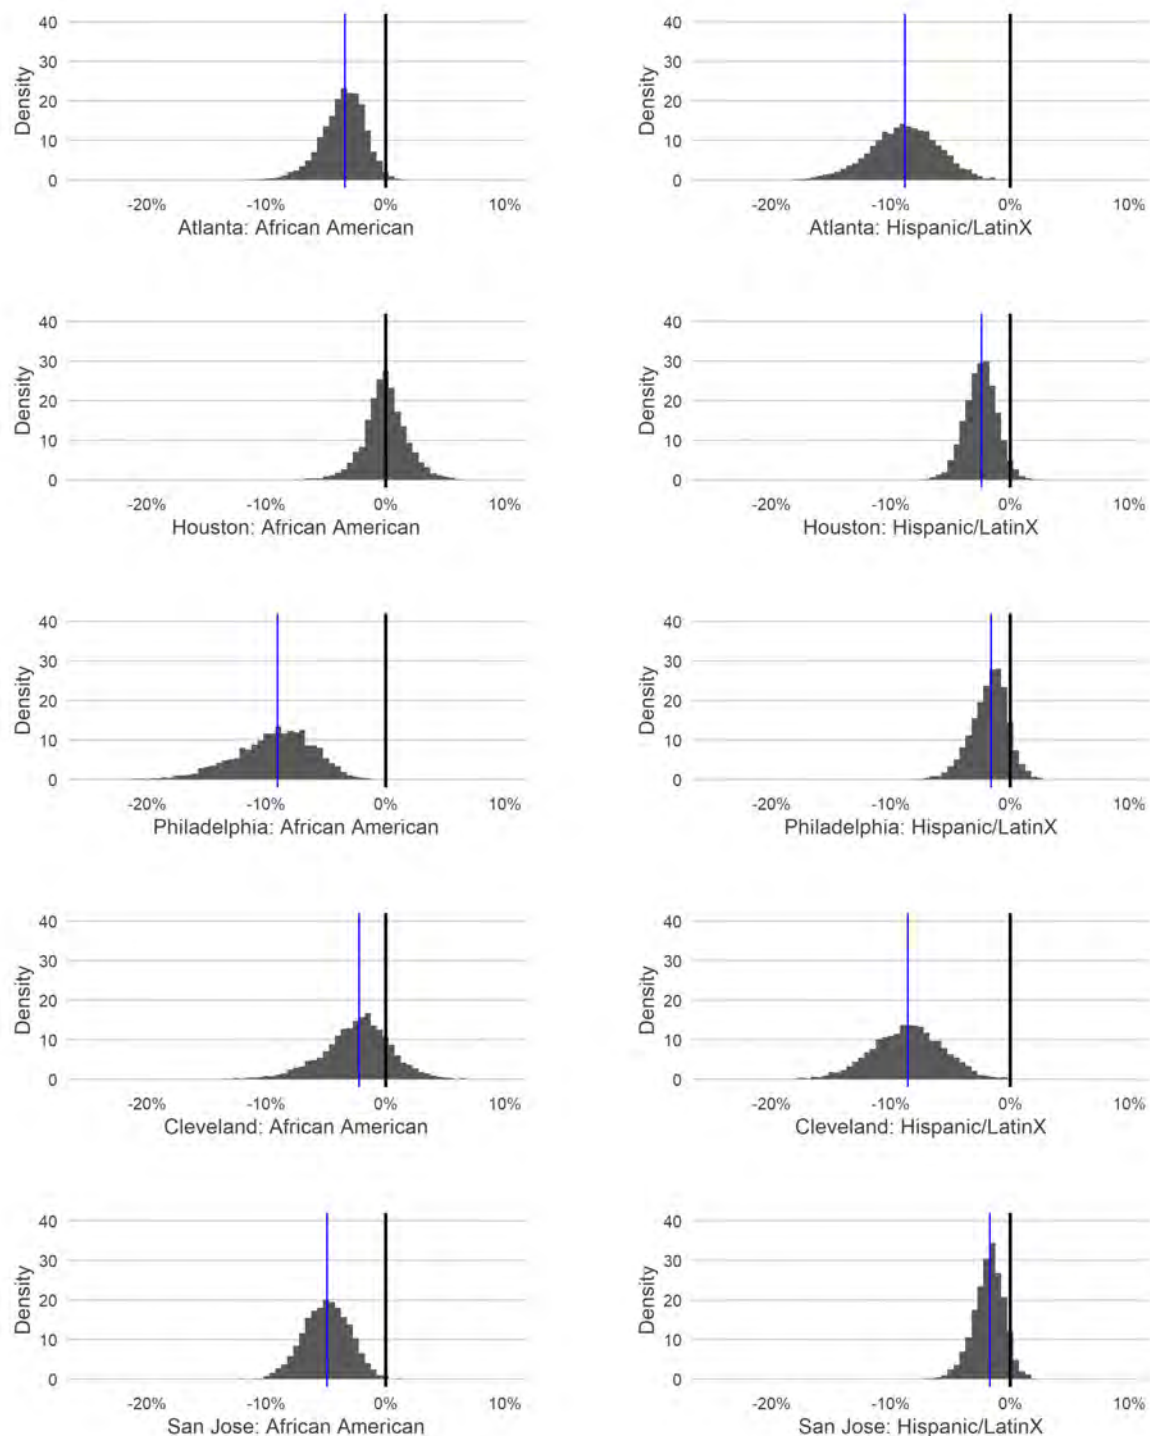 40
30
20
10
0
Density
-20% -10% 0% 10%
Atlanta: African American
40
30
20
10
0
Density
-20% -10% 0% 10%
Atlanta: Hispanic/LatinX
40
30
20
10
0
Density
-20% -10% 0% 10%
Houston: African American
40
30
20
10
0
Density
-20% -10% 0% 10%
Houston: Hispanic/LatinX
40
30
20
10
0
Density
-20% -10% 0% 10%
Philadelphia: African American
40
30
20
10
0
Density
-20% -10% 0% 10%
Philadelphia: Hispanic/LatinX
40
30
20
10
0
Density
-20% -10% 0% 10%
Cleveland: African American
40
30
20
10
0
Density
-20% -10% 0% 10%
Cleveland: Hispanic/LatinX
40
30
20
10
0
Density
-20% -10% 0% 10%
San Jose: African American
40
30
20
10
0
Density
-20% -10% 0% 10%
San Jose: Hispanic/LatinX